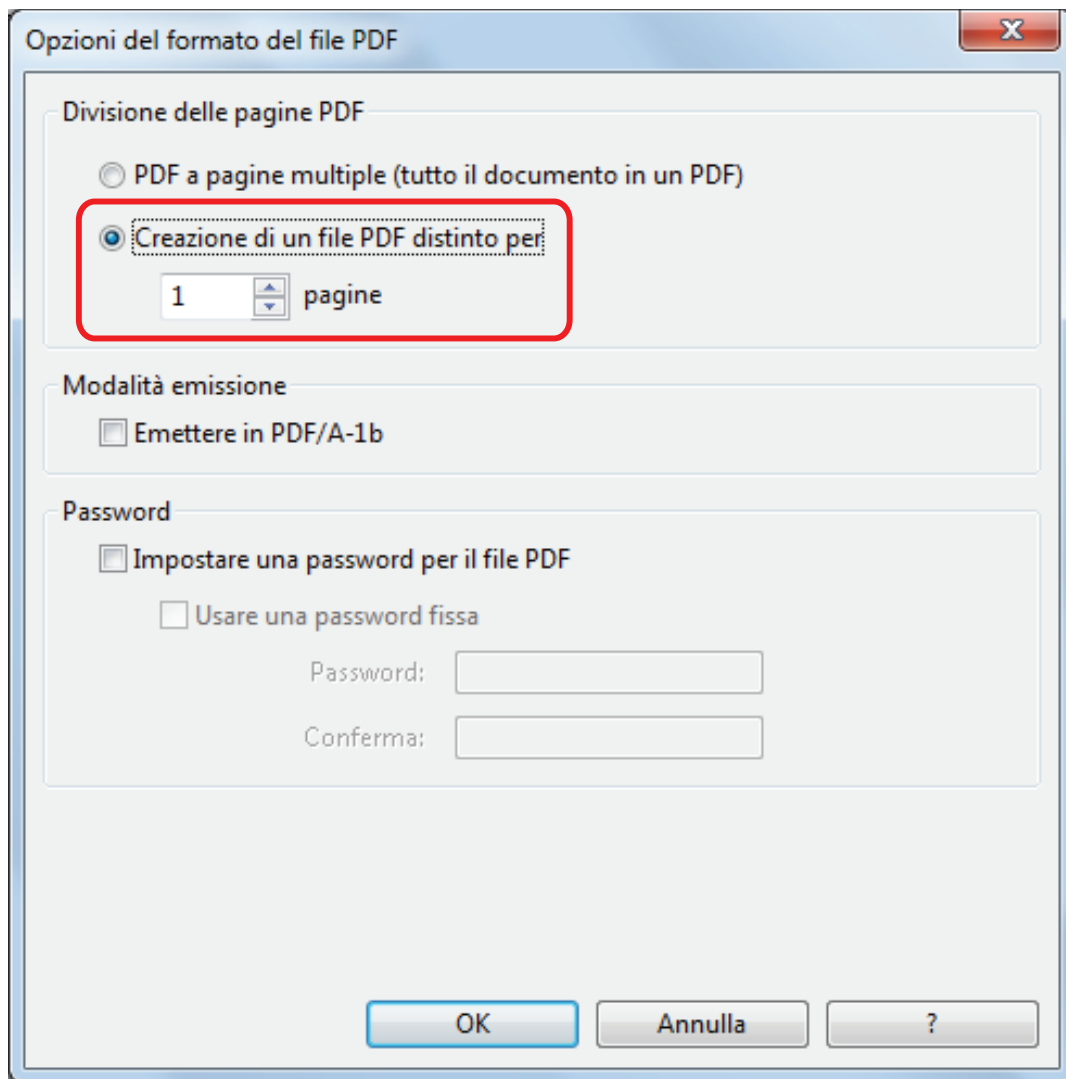 Opzioni del formato del file PDF
Divisione delle pagine PDF
PDF a pagine multiple (tutto il documento in un PDF)
Creazione di un file PDF distinto per
1 pagine
Modalità emissione
Emettere in PDF/A-1b
Password
Impostare una password per il file PDF
Usare una password fissa
Password:
Conferma:
OK Annulla ?